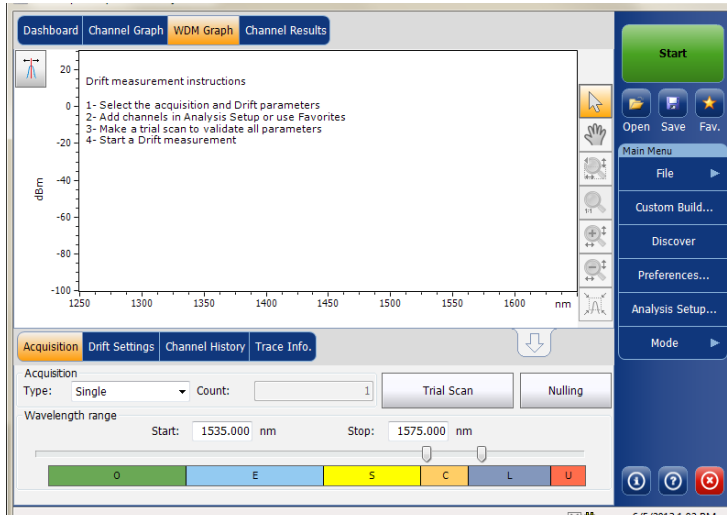 Dashboard Channel Graph WDM Graph Channel Results
Start
20
Drift measurement instructions
0
1- Select the acquisition and Drift parameters
2- Add channels in Analysis Setup or use Favorites
3- Make a trial scan to validate all parameters
4- Start a Drift measurement
-20
-40
-60
-80
-100
dBm
1250 1300 1350 1400 1450 1500 1550 1600 nm
1:1
Open Save Fav.
Main Menu
File
Custom Build...
Discover
Preferences...
Analysis Setup...
Mode
Acquisition Drift Settings Channel History Trace Info.
Acquisition
Type: Single Count: 1 Trial Scan Nulling
Wavelength range
Start: 1535.000 nm Stop: 1575.000 nm
O E S C L U